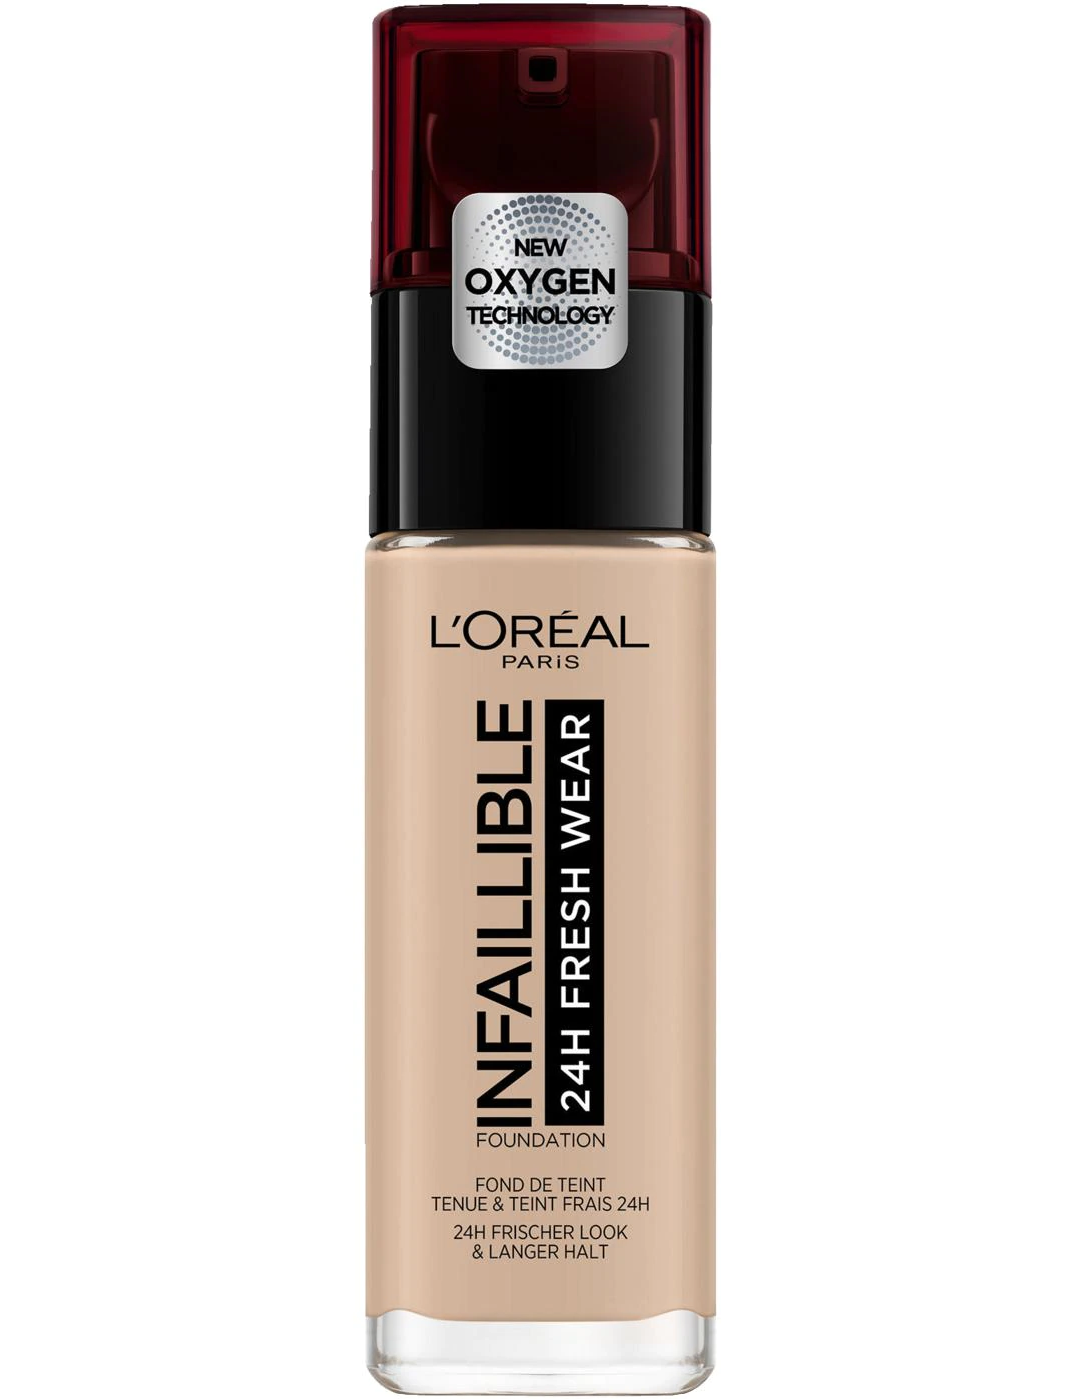 NEW
OXYGEN
TECHNOLOGY
L'ORÉAL
PARiS
INFAILLIBLE
24H FRESH WEAR
FOUNDATION
FOND DE TEINT
TENUE & TEINT FRAIS 24H
24H FRISCHER LOOK
& LANGER HALT